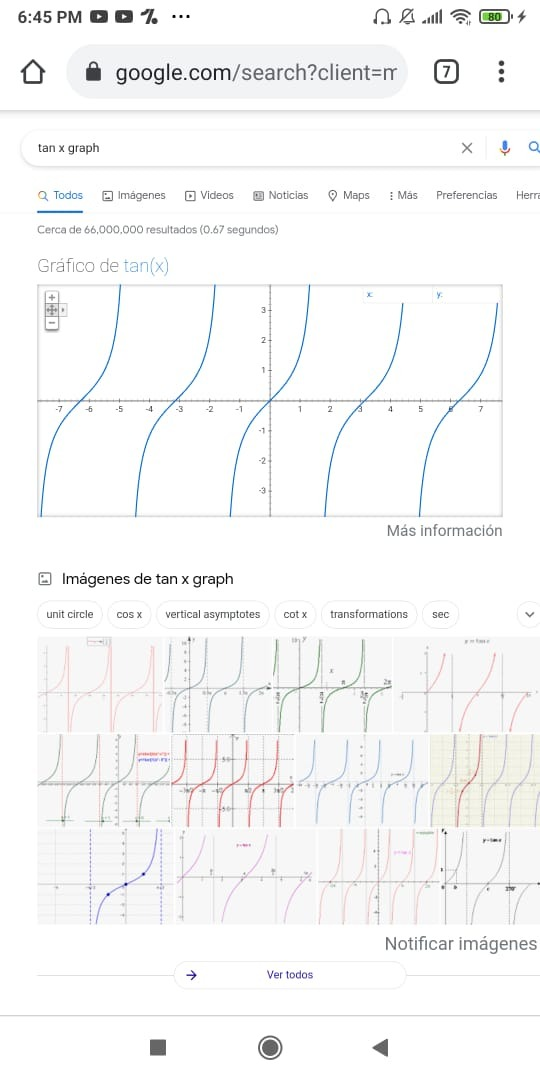 6:45 PM
80
google.com/search?client=m
7
tan x graph
Todos Imágenes Videos Noticias Maps Más Preferencias Herra
Cerca de 66,000,000 resultados (0.67 segundos)
Gráfico de tan(x)
x: y:
3
2
1
-7 -6 -5 -4 -3 -2 -1 1 2 3 4 5 6 7
-1
-2
-3
Más información
Imágenes de tan x graph
unit circle cos x vertical asymptotes cot x transformations sec
Notificar imágenes
Ver todos